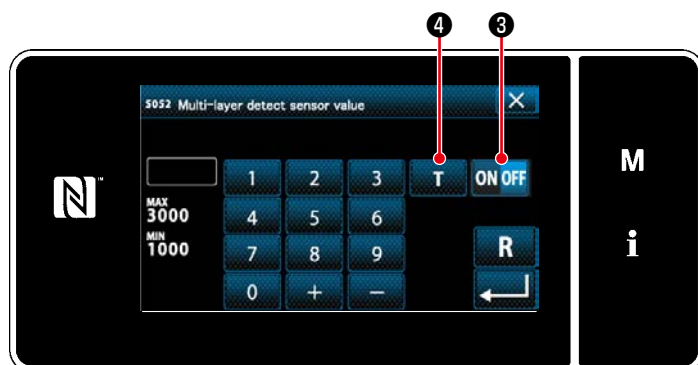 ❹ ❸
S052 Multi-layer detect sensor value
1 2 3 T ON OFF
MAX
3000
4 5 6
MIN
1000
7 8 9 R
0 + −
N
M
i